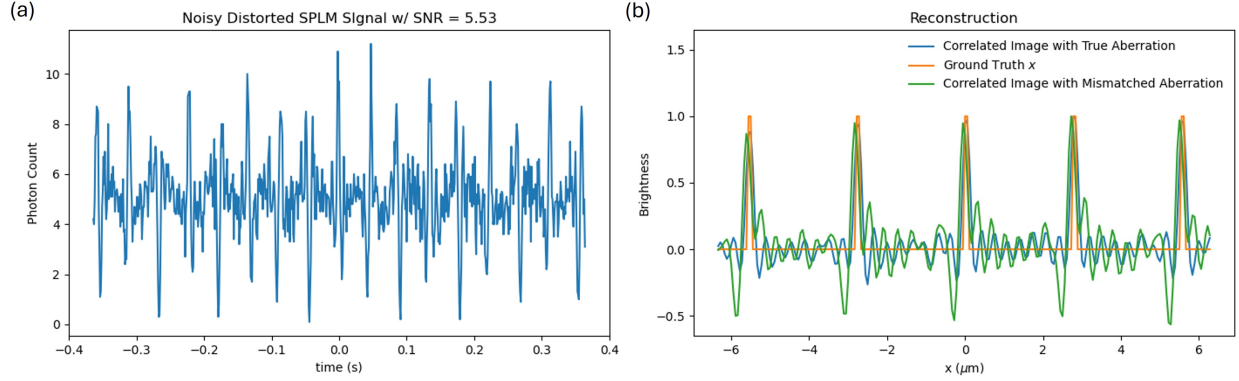 (a)
Noisy Distorted SPLM SIgnal w/ SNR = 5.53
Photon Count
10
8
6
4
2
0
−0.4 −0.3 −0.2 −0.1 0.0 0.1 0.2 0.3 0.4
time (s)
(b)
Reconstruction
Correlated Image with True Aberration
Ground Truth x
Correlated Image with Mismatched Aberration
Brightness
1.5
1.0
0.5
0.0
−0.5
−6 −4 −2 0 2 4 6
x (μm)